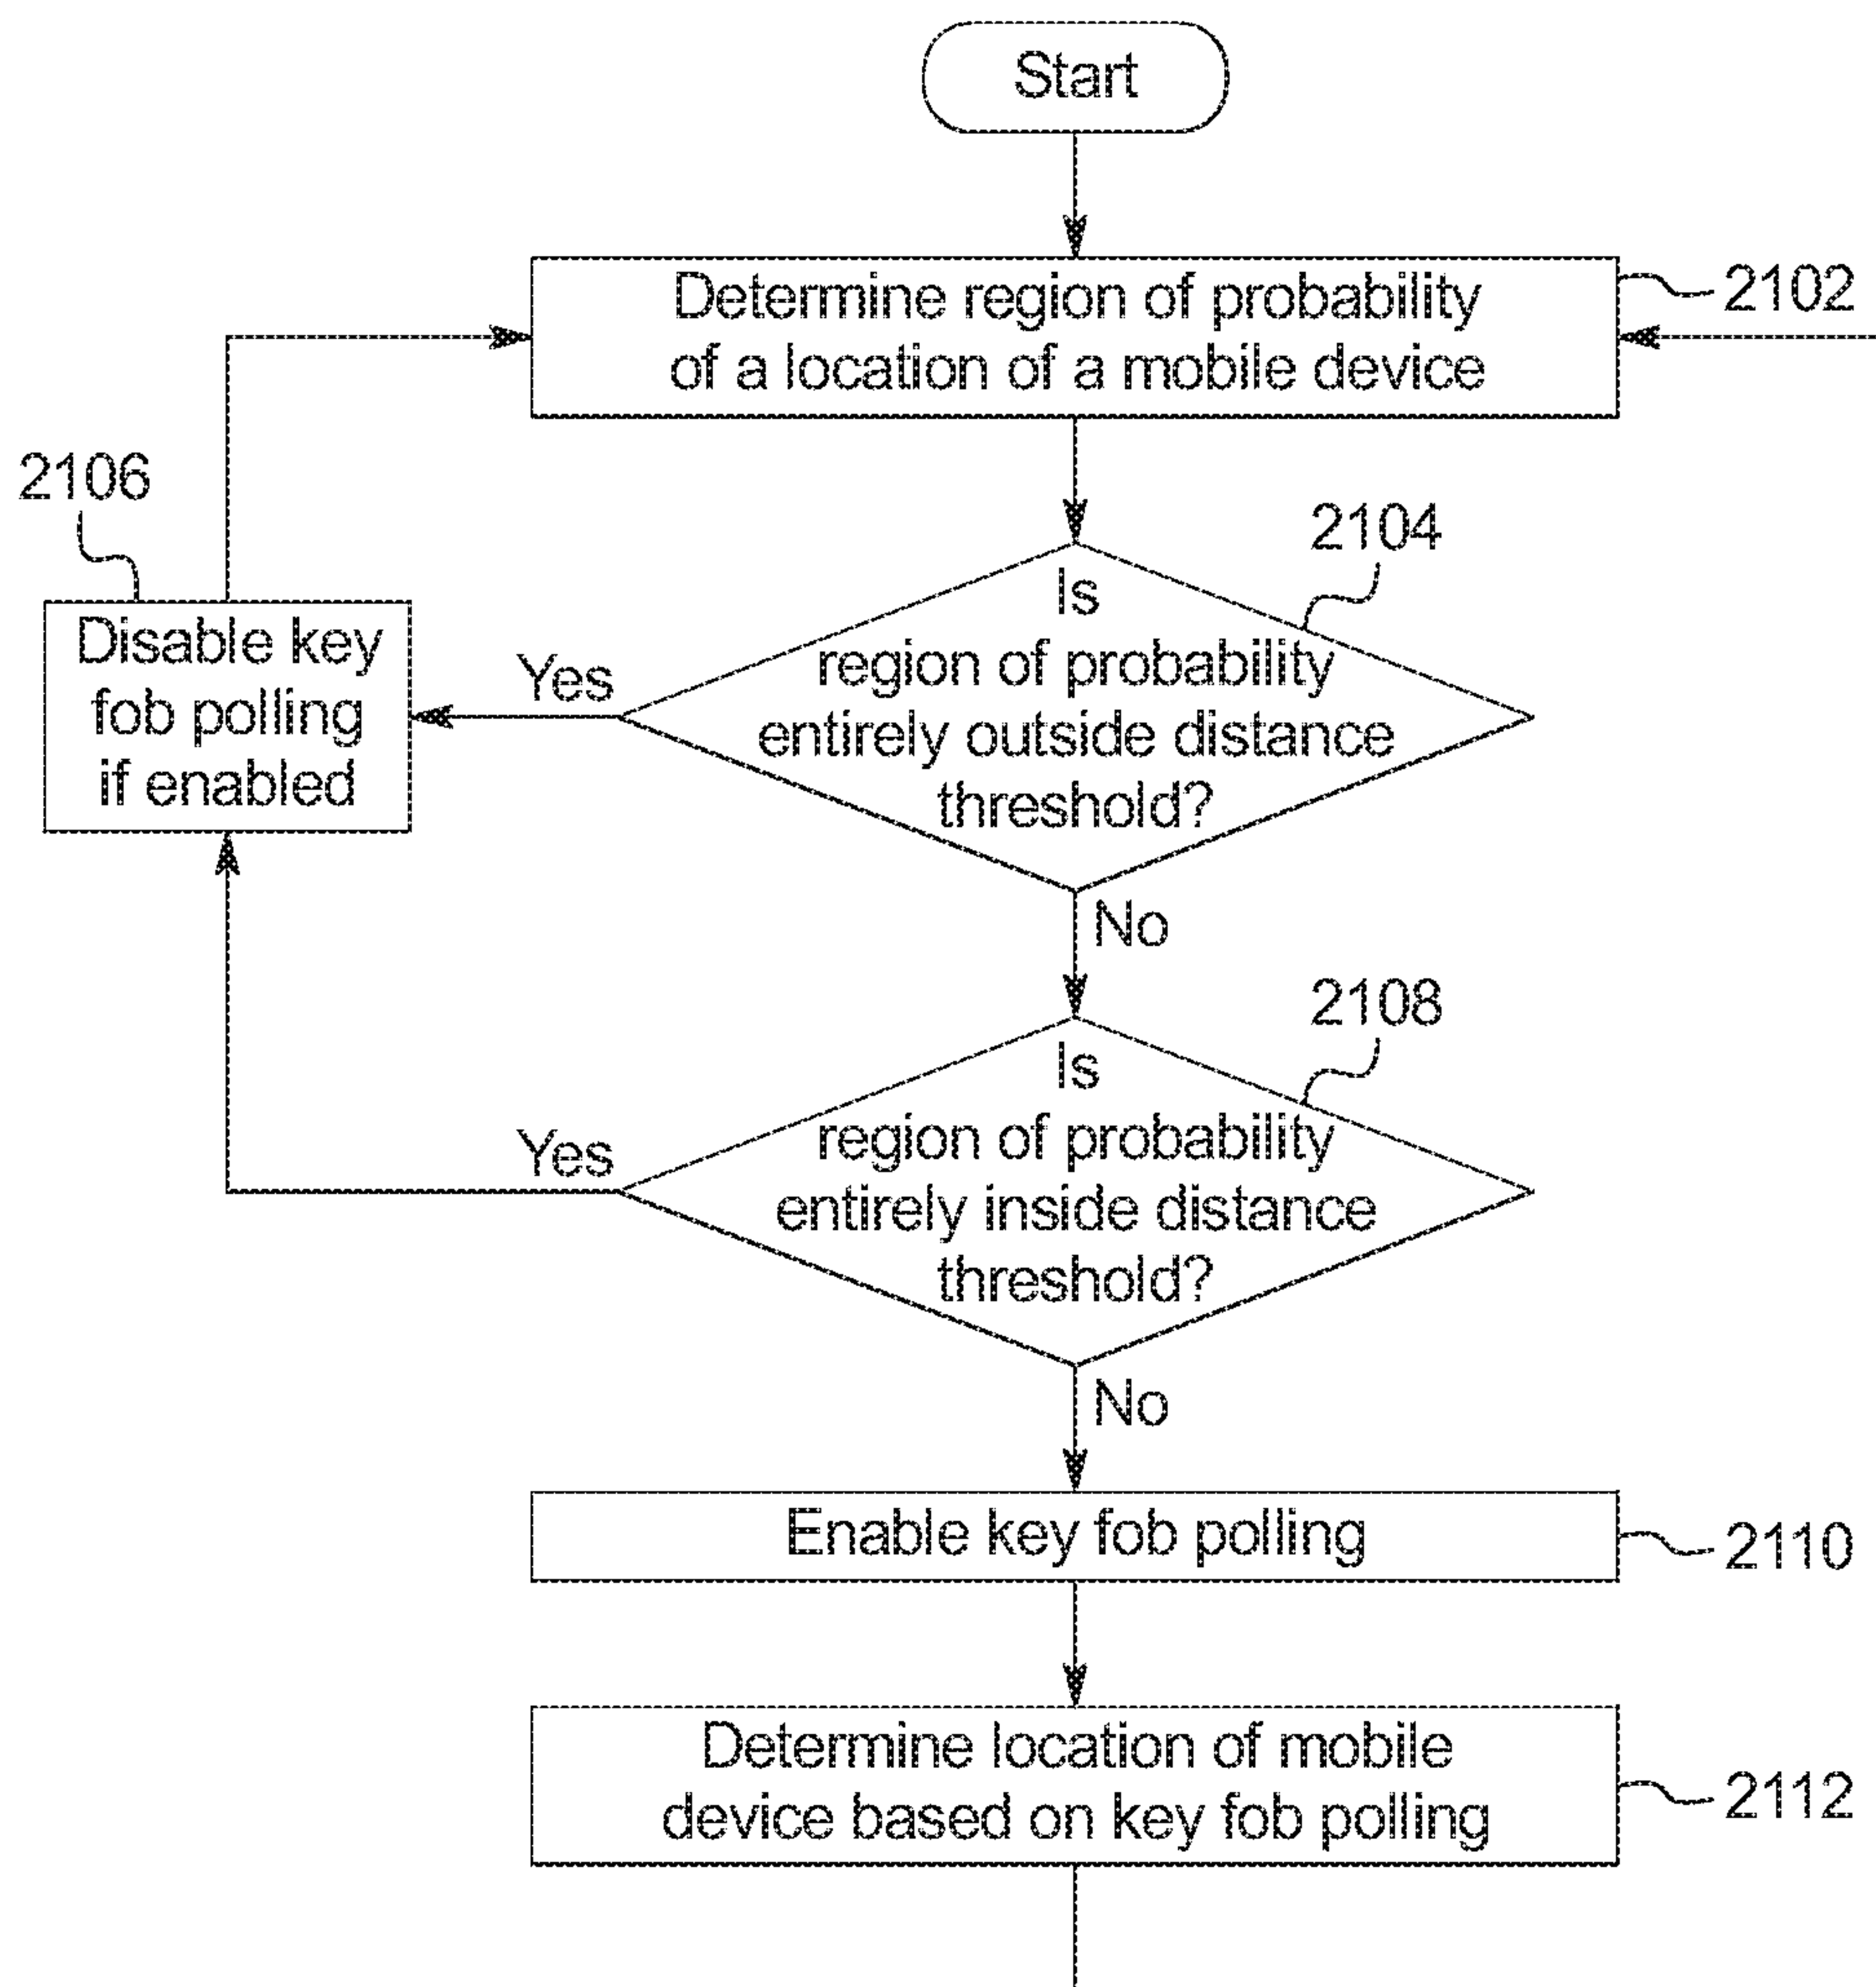 Start
Determine region of probability
of a location of a mobile device
2102
2106
2104
Disable key
fob polling
if enabled
Yes
Is
region of probability
entirely outside distance
threshold?
No
2108
Yes
Is
region of probability
entirely inside distance
threshold?
No
Enable key fob polling
2110
Determine location of mobile
device based on key fob polling
2112